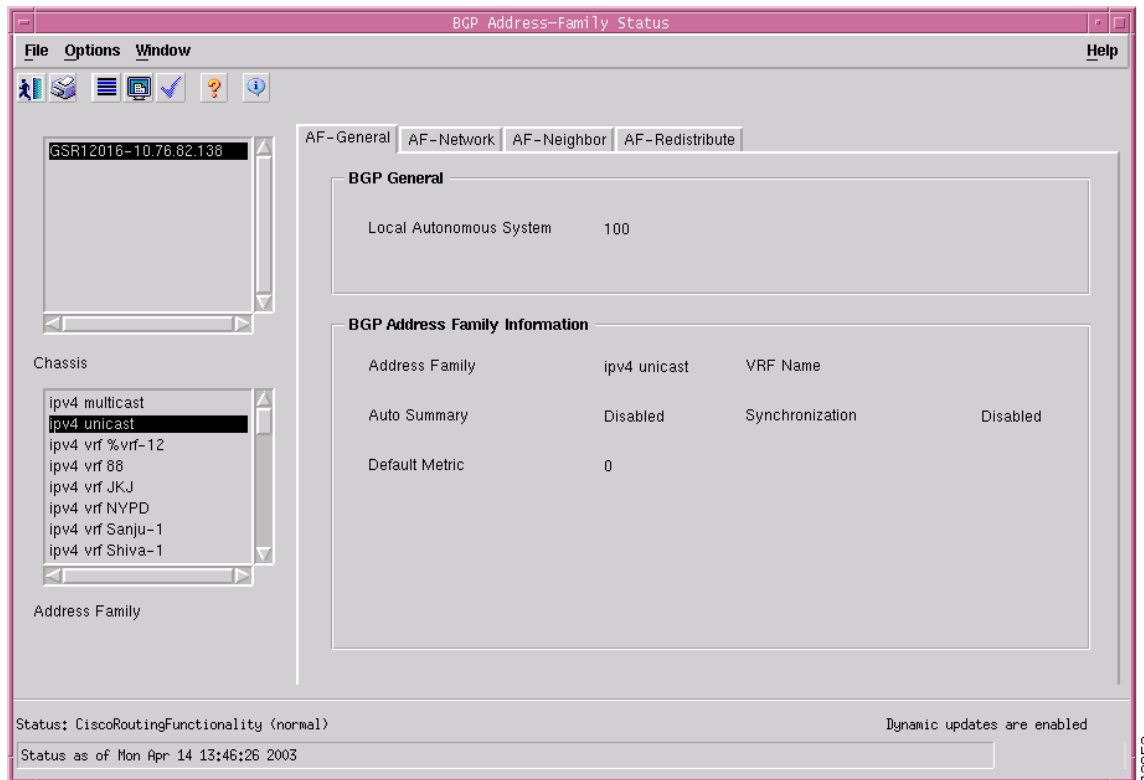 BGP Address-Family Status
File Options Window Help
GSR12016-10.76.82.138
Chassis
ipv4 multicast
ipv4 unicast
ipv4 vrf %vrf-12
ipv4 vrf 88
ipv4 vrf JKJ
ipv4 vrf NYPD
ipv4 vrf Sanju-1
ipv4 vrf Shiva-1
Address Family
AF-General AF-Network AF-Neighbor AF-Redistribute
BGP General
Local Autonomous System 100
BGP Address Family Information
Address Family ipv4 unicast VRF Name
Auto Summary Disabled Synchronization Disabled
Default Metric 0
Status: CiscoRoutingFunctionality (normal) Dynamic updates are enabled
Status as of Mon Apr 14 13:46:26 2003